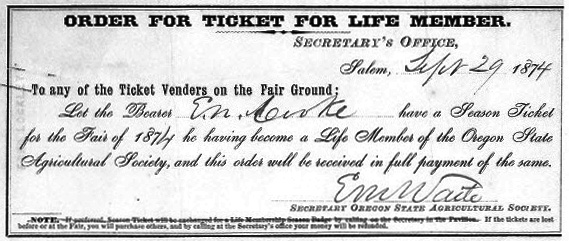 ORDER FOR TICKET FOR LIFE MEMBER.
SECRETARY'S OFFICE,
Salem, Sept 29 1874
To any of the Ticket Venders on the Fair Ground;
Let the Bearer E.N. Cooke have a Season Ticket
for the Fair of 1874 he having become a Life Member of the Oregon State
Agricultural Society, and this order will be received in full payment of the same.
E M Waite
SECRETARY OREGON STATE AGRICULTURAL SOCIETY.
NOTE. If preferred, Season Ticket will be exchanged for a Life Membership Season Badge by calling on the Secretary in the Pavilion. If the tickets are lost
before or at the Fair, you will purchase others, and by calling at the Secretary's office your money will be refunded.